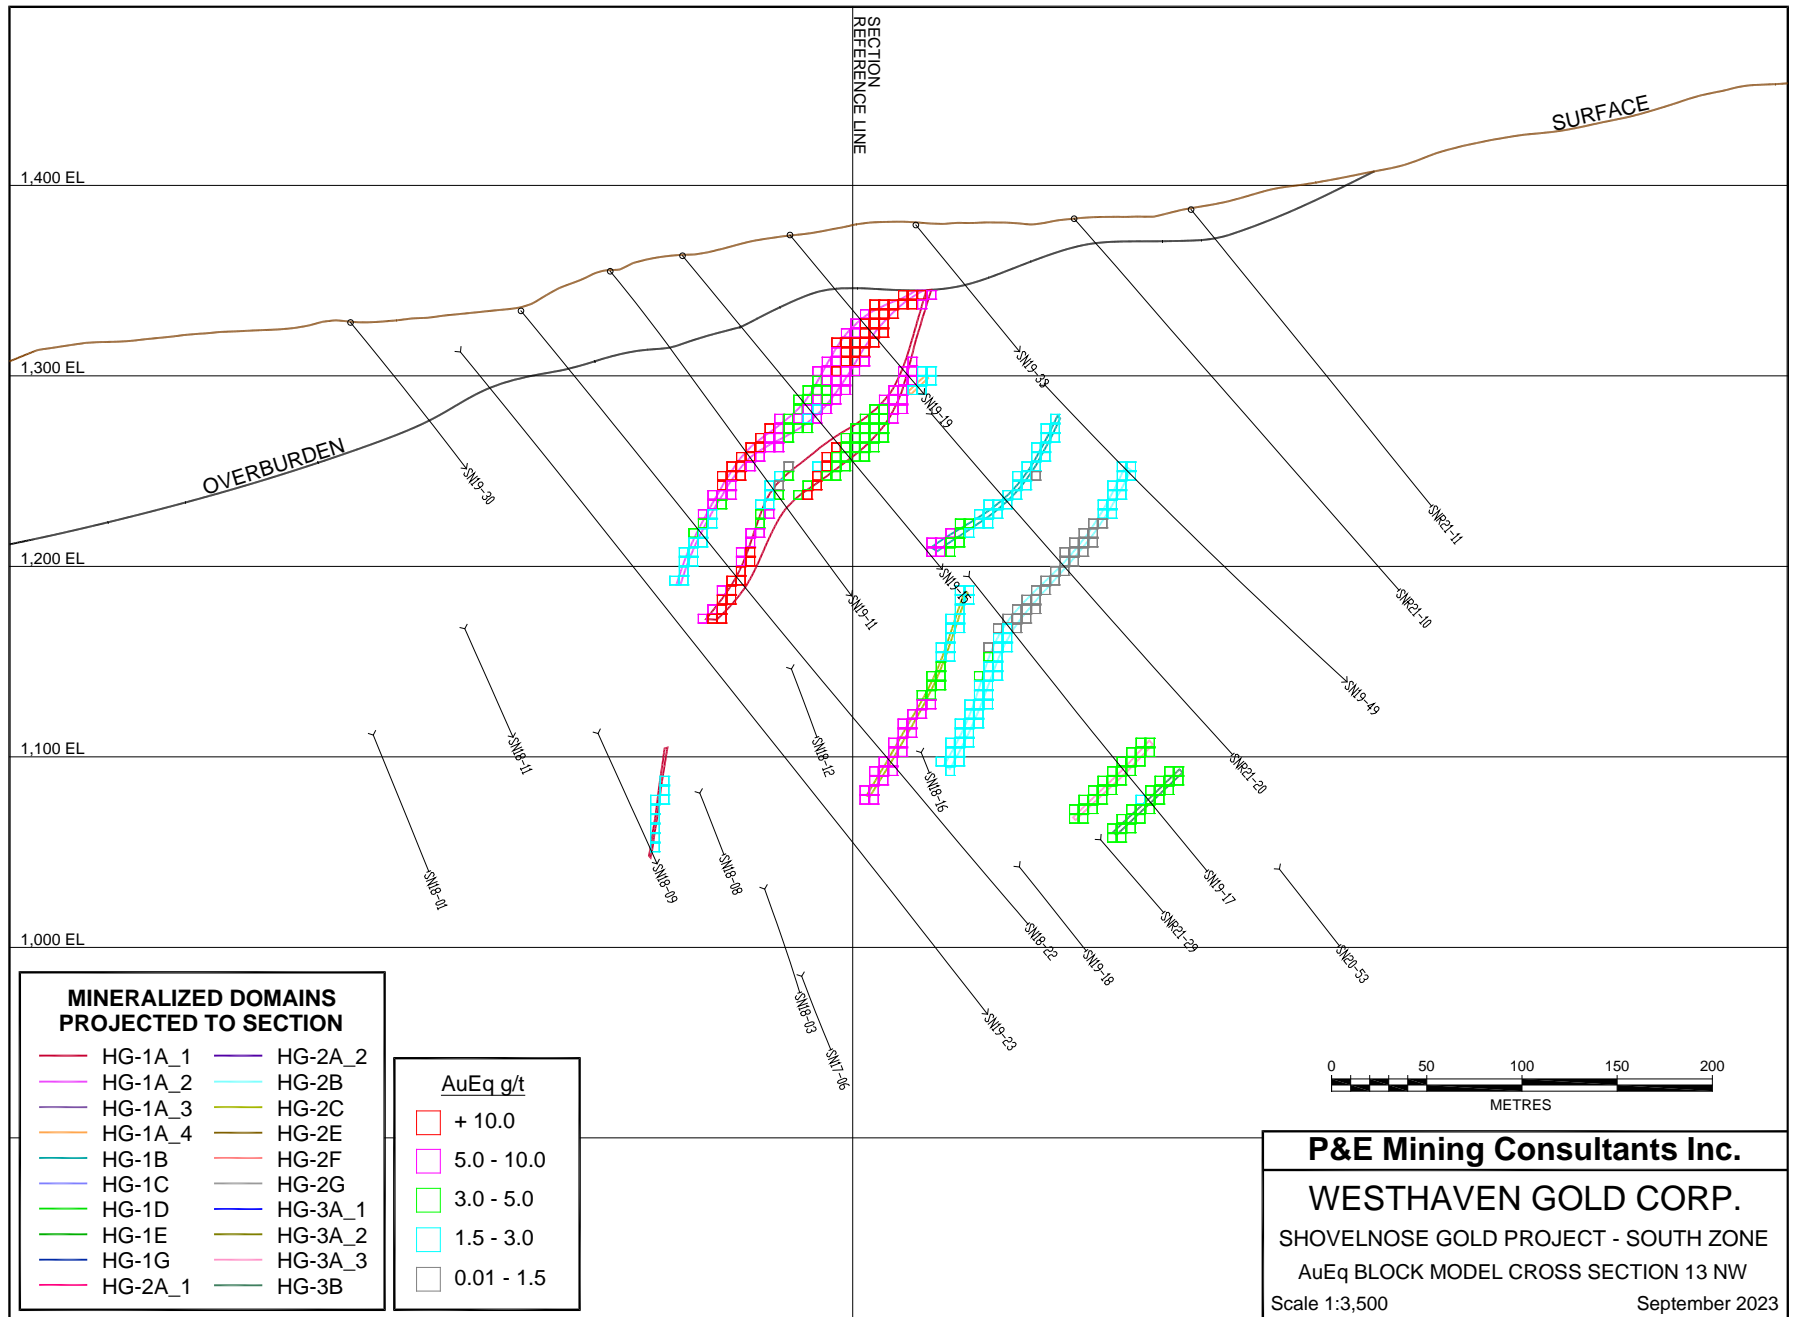 SECTION
REFERENCE LINE
SURFACE
1,400 EL
1,300 EL
OVERBURDEN
1,200 EL
1,100 EL
1,000 EL
SN19-33
SN19-19
SN19-30
SNR21-11
SN19-15
SN19-11
SNR21-10
SN19-49
SN18-11
SN18-12
SN18-16
SNR21-20
SN18-01
SN18-09
SN18-08
SN19-17
SNR21-29
SN18-22
SN19-18
SN20-53
SN18-03
SN19-23
SN17-06
MINERALIZED DOMAINS
PROJECTED TO SECTION
HG-1A_1
HG-1A_2
HG-1A_3
HG-1A_4
HG-1B
HG-1C
HG-1D
HG-1E
HG-1G
HG-2A_1
HG-2A_2
HG-2B
HG-2C
HG-2E
HG-2F
HG-2G
HG-3A_1
HG-3A_2
HG-3A_3
HG-3B
AuEq g/t
+ 10.0
5.0 - 10.0
3.0 - 5.0
1.5 - 3.0
0.01 - 1.5
0 50 100 150 200
METRES
P&E Mining Consultants Inc.
WESTHAVEN GOLD CORP.
SHOVELNOSE GOLD PROJECT - SOUTH ZONE
AuEq BLOCK MODEL CROSS SECTION 13 NW
Scale 1:3,500 September 2023